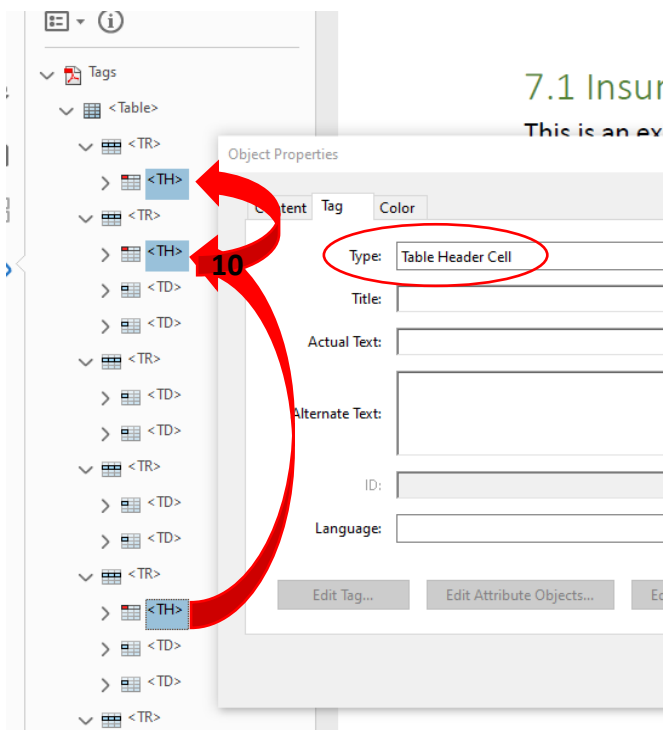 Tags
<Table>
<TR>
<TH>
<TR>
<TH>
<TD>
<TD>
<TR>
<TD>
<TD>
<TR>
<TD>
<TD>
<TR>
<TH>
<TD>
<TD>
<TR>
10
7.1 Insur
This is an ex
Object Properties
Tag Color
Type: Table Header Cell
Title:
Actual Text:
Alternate Text:
ID:
Language:
Edit Tag... Edit Attribute Objects... Ed